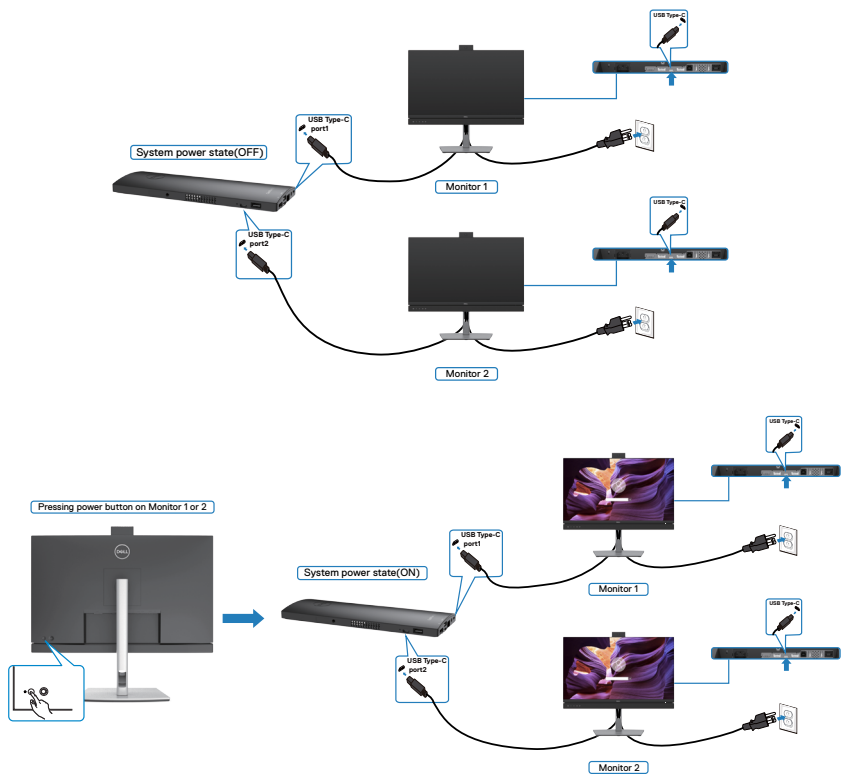 USB Type-C
USB Type-C
port1
System power state(OFF)
Monitor 1
USB Type-C
USB Type-C
port2
Monitor 2
USB Type-C
Pressing power button on Monitor 1 or 2
DELL
USB Type-C
port1
System power state(ON)
Monitor 1
USB Type-C
USB Type-C
port2
Monitor 2